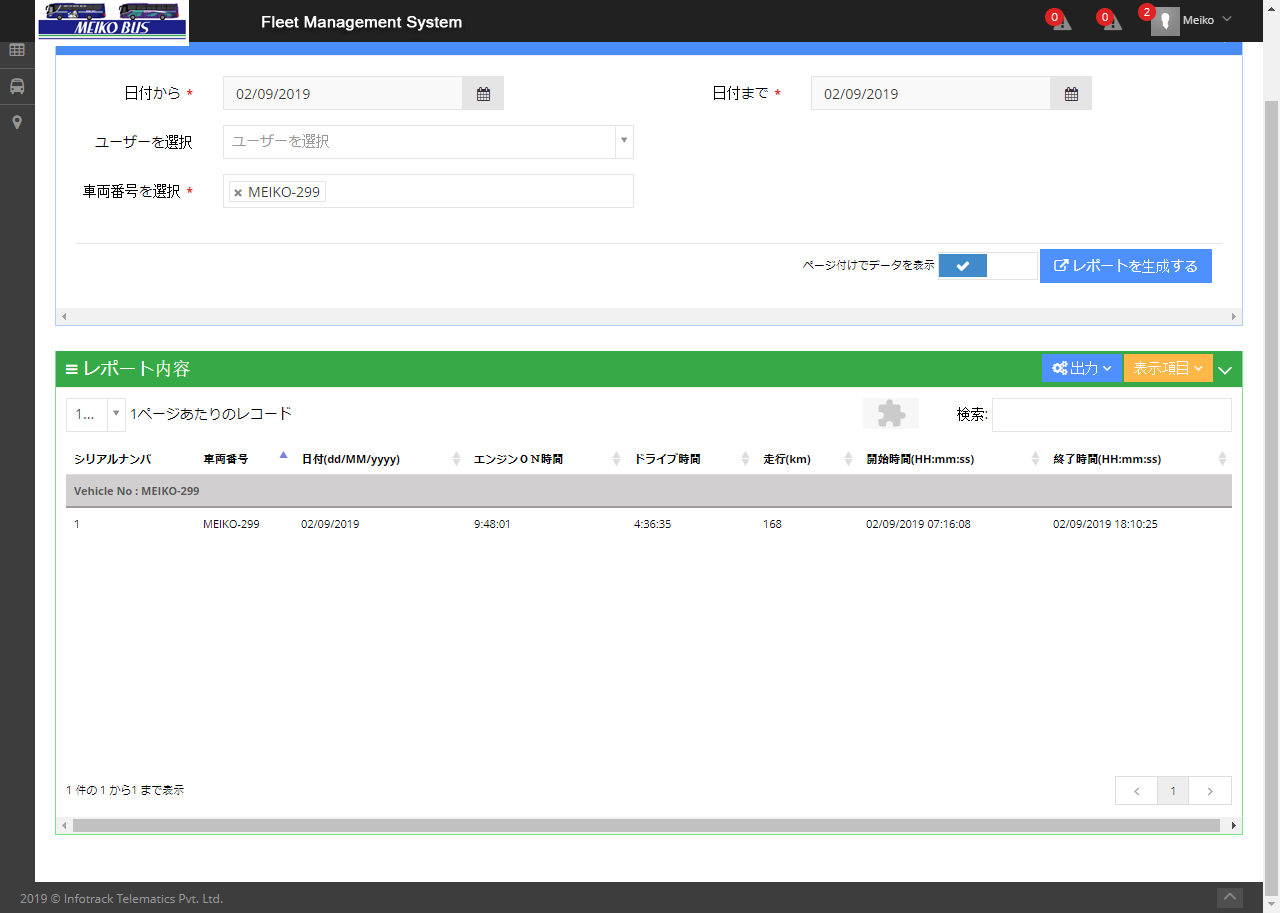 MEIKO BUS
Fleet Management System
0
0
2
Meiko
日付から *
02/09/2019
日付まで *
02/09/2019
ユーザーを選択
ユーザーを選択
車両番号を選択 *
× MEIKO-299
ページ付けでデータを表示
レポートを生成する
レポート内容
出力
表示項目
1...
1ページあたりのレコード
検索:
シリアルナンバ 車両番号 日付(dd/MM/yyyy) エンジンON時間 ドライブ時間 走行(km) 開始時間(HH:mm:ss) 終了時間(HH:mm:ss)
Vehicle No : MEIKO-299
1 MEIKO-299 02/09/2019 9:48:01 4:36:35 168 02/09/2019 07:16:08 02/09/2019 18:10:25
1 件の 1 から1 まで表示
1
2019 © Infotrack Telematics Pvt. Ltd.